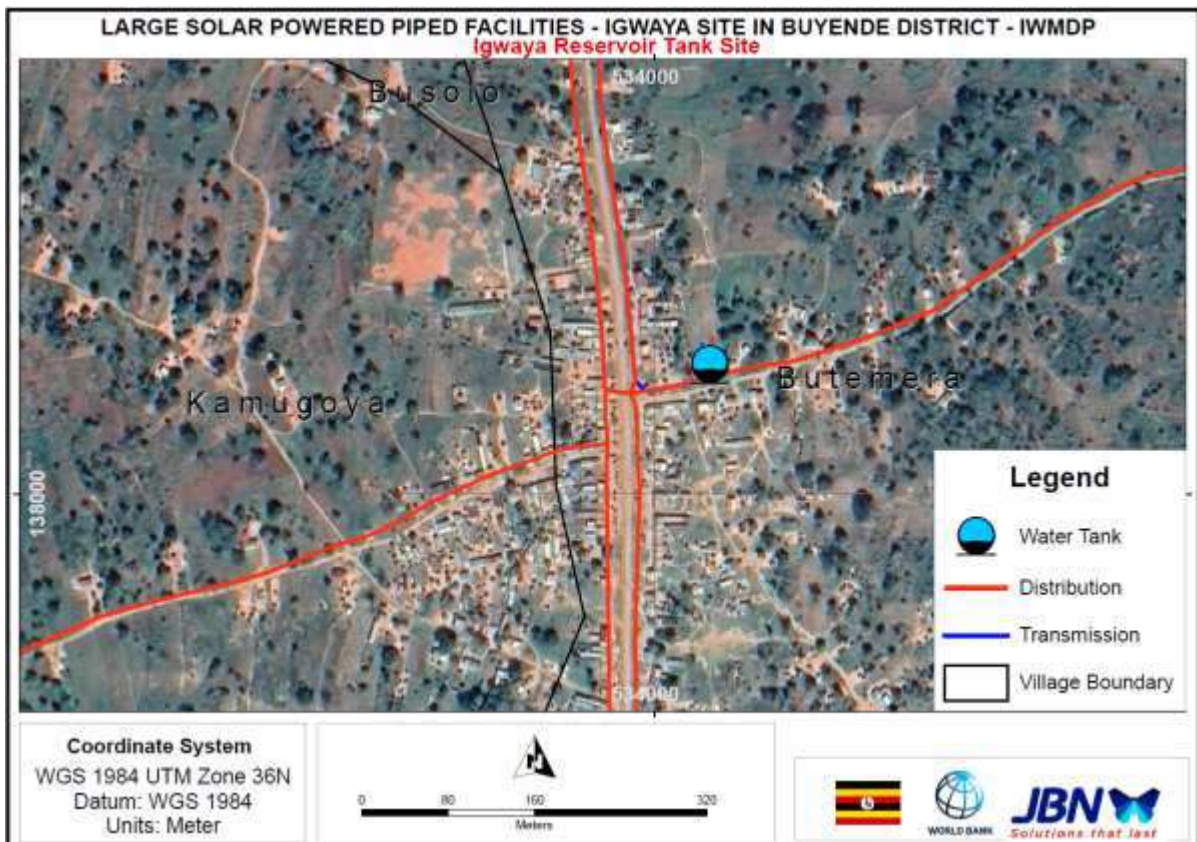 LARGE SOLAR POWERED PIPED FACILITIES - IGWAYA SITE IN BUYENDE DISTRICT - IWMDP
Igwaya Reservoir Tank Site
534000
Busolo
Butemera
Kamugoya
138000
534000
Legend
Water Tank
Distribution
Transmission
Village Boundary
Coordinate System
WGS 1984 UTM Zone 36N
Datum: WGS 1984
Units: Meter
N
0 80 160 320
Meters
WORLD BANK
JBN
Solutions that last